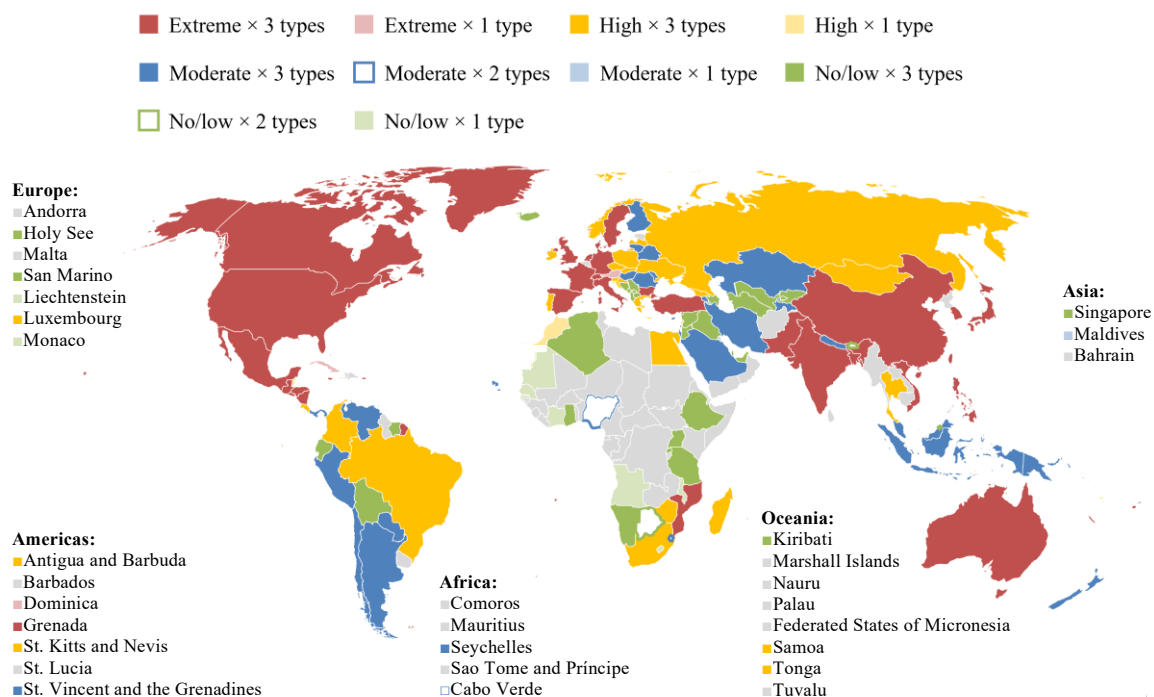 Extreme × 3 types
Extreme × 1 type
High × 3 types
High × 1 type
Moderate × 3 types
Moderate × 2 types
Moderate × 1 type
No/low × 3 types
No/low × 2 types
No/low × 1 type
Europe:
Andorra
Holy See
Malta
San Marino
Liechtenstein
Luxembourg
Monaco
Asia:
Singapore
Maldives
Bahrain
Americas:
Antigua and Barbuda
Barbados
Dominica
Grenada
St. Kitts and Nevis
St. Lucia
St. Vincent and the Grenadines
Africa:
Comoros
Mauritius
Seychelles
Sao Tome and Príncipe
Cabo Verde
Oceania:
Kiribati
Marshall Islands
Nauru
Palau
Federated States of Micronesia
Samoa
Tonga
Tuvalu